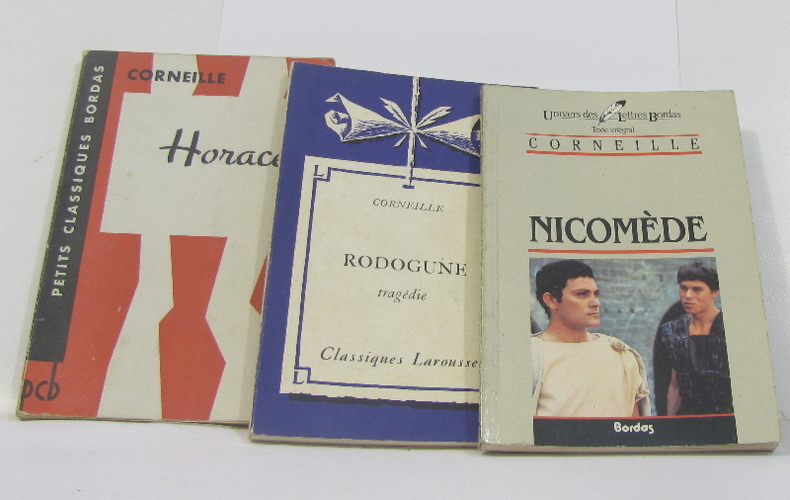 PETITS CLASSIQUES BORDAS
CORNEILLE
Horace
pcb
CORNEILLE
RODOGUNE
tragédie
Classiques Larousse
Univers des Lettres Bordas
Texte intégral
CORNEILLE
NICOMÈDE
Bordas